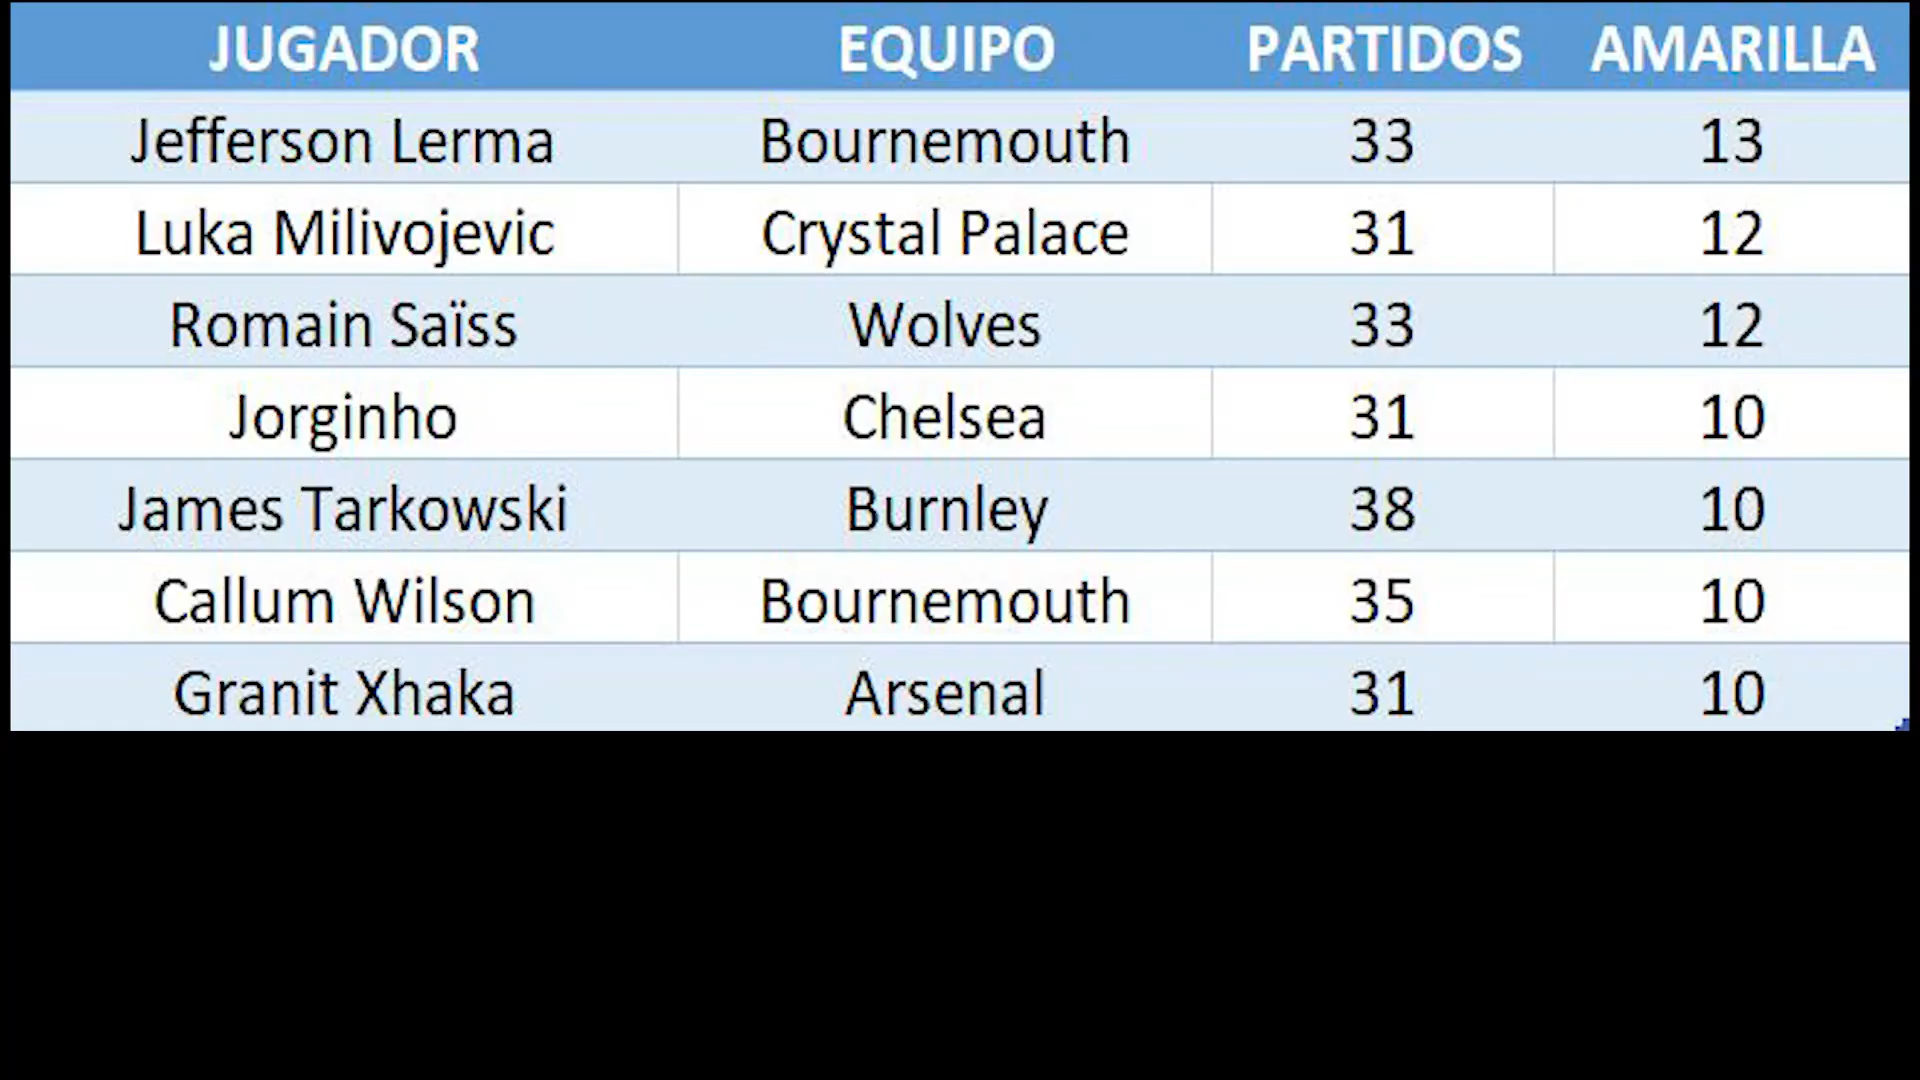 JUGADOR EQUIPO PARTIDOS AMARILLA
Jefferson Lerma Bournemouth 33 13
Luka Milivojevic Crystal Palace 31 12
Romain Saïss Wolves 33 12
Jorginho Chelsea 31 10
James Tarkowski Burnley 38 10
Callum Wilson Bournemouth 35 10
Granit Xhaka Arsenal 31 10